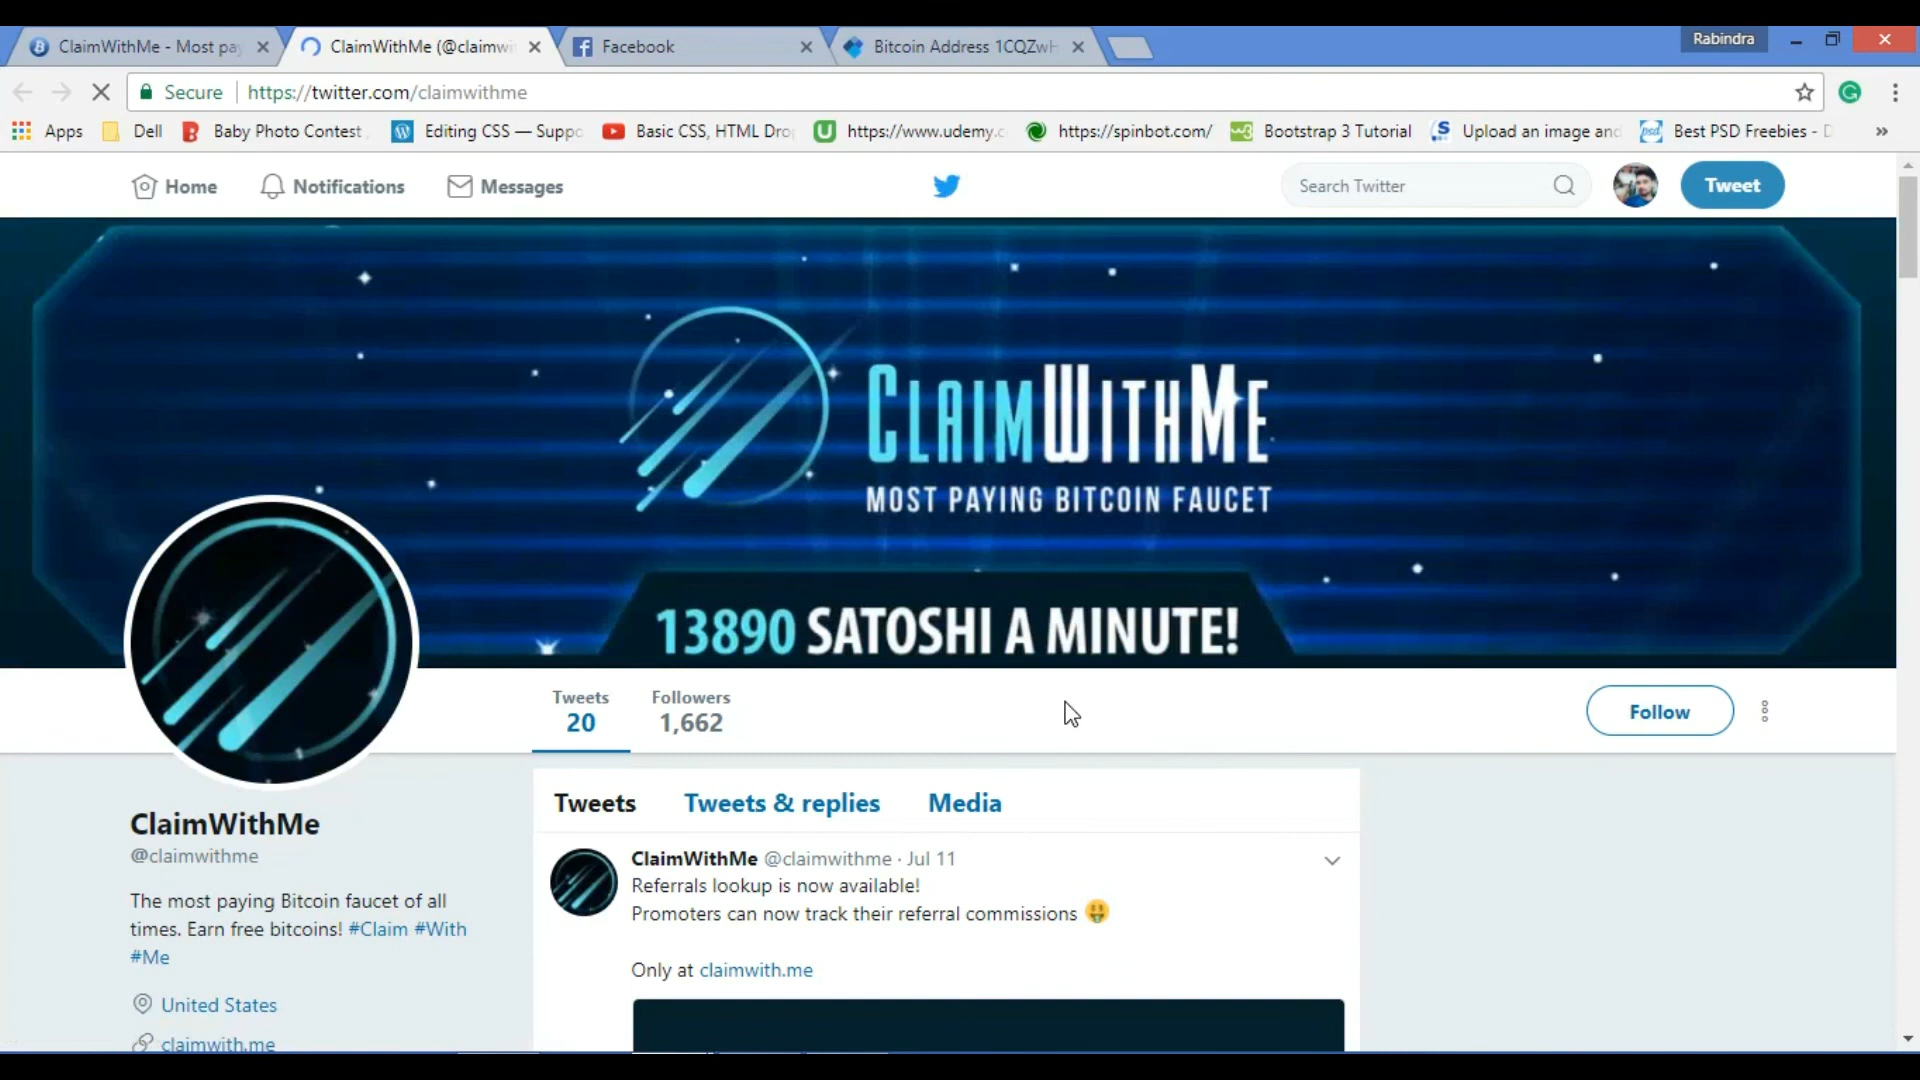 ClaimWithMe - Most pa
ClaimWithMe (@claimwi
Facebook
Bitcoin Address 1CQZwH
Rabindra
Secure
https://twitter.com/claimwithme
Apps
Dell
Baby Photo Contest
Editing CSS — Suppo
Basic CSS, HTML Dro
https://www.udemy.c
https://spinbot.com/
Bootstrap 3 Tutorial
Upload an image and
Best PSD Freebies - D
»
Home
Notifications
Messages
Search Twitter
Tweet
CLAIMWITHME
MOST PAYING BITCOIN FAUCET
13890 SATOSHI A MINUTE!
Tweets
20
Followers
1,662
Follow
ClaimWithMe
@claimwithme
The most paying Bitcoin faucet of all
times. Earn free bitcoins! #Claim #With
#Me
United States
claimwith.me
Tweets
Tweets & replies
Media
ClaimWithMe @claimwithme · Jul 11
Referrals lookup is now available!
Promoters can now track their referral commissions 🤑
Only at claimwith.me